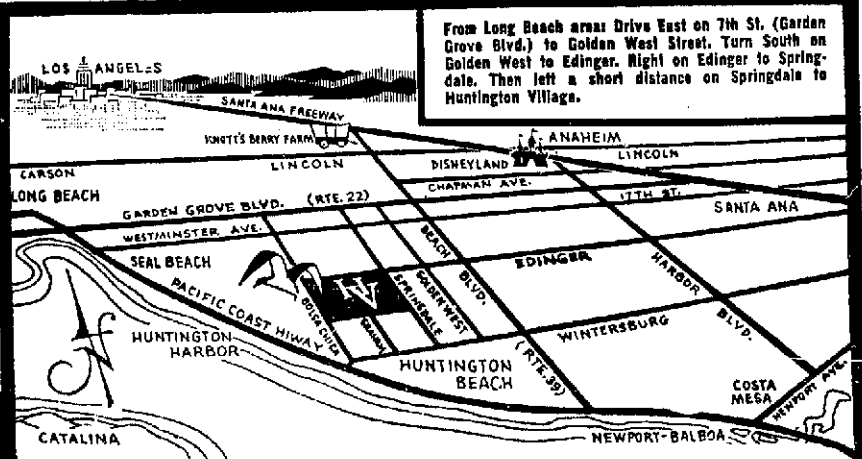 From Long Beach area: Drive East on 7th St. (Garden
Grove Blvd.) to Golden West Street. Turn South on
Golden West to Edinger. Right on Edinger to Spring-
dale. Then left a short distance on Springdale to
Huntington Village.
LOS ANGELES
SANTA ANA FREEWAY
KNOTT'S BERRY FARM
ANAHEIM
CARSON
LINCOLN
DISNEYLAND
LINCOLN
LONG BEACH
CHAPMAN AVE.
GARDEN GROVE BLVD. (RTE. 22)
17TH ST.
SANTA ANA
WESTMINSTER AVE.
SEAL BEACH
BEACH BLVD. (RTE. 39)
EDINGER
HARBOR BLVD.
PACIFIC COAST HIWAY
BOLSA CHICA
GRAHAM
SPRINGDALE
GOLDEN WEST
WINTERSBURG
HUNTINGTON
HARBOR
HUNTINGTON
BEACH
COSTA
MESA
NEWPORT AVE.
CATALINA
NEWPORT-BALBOA